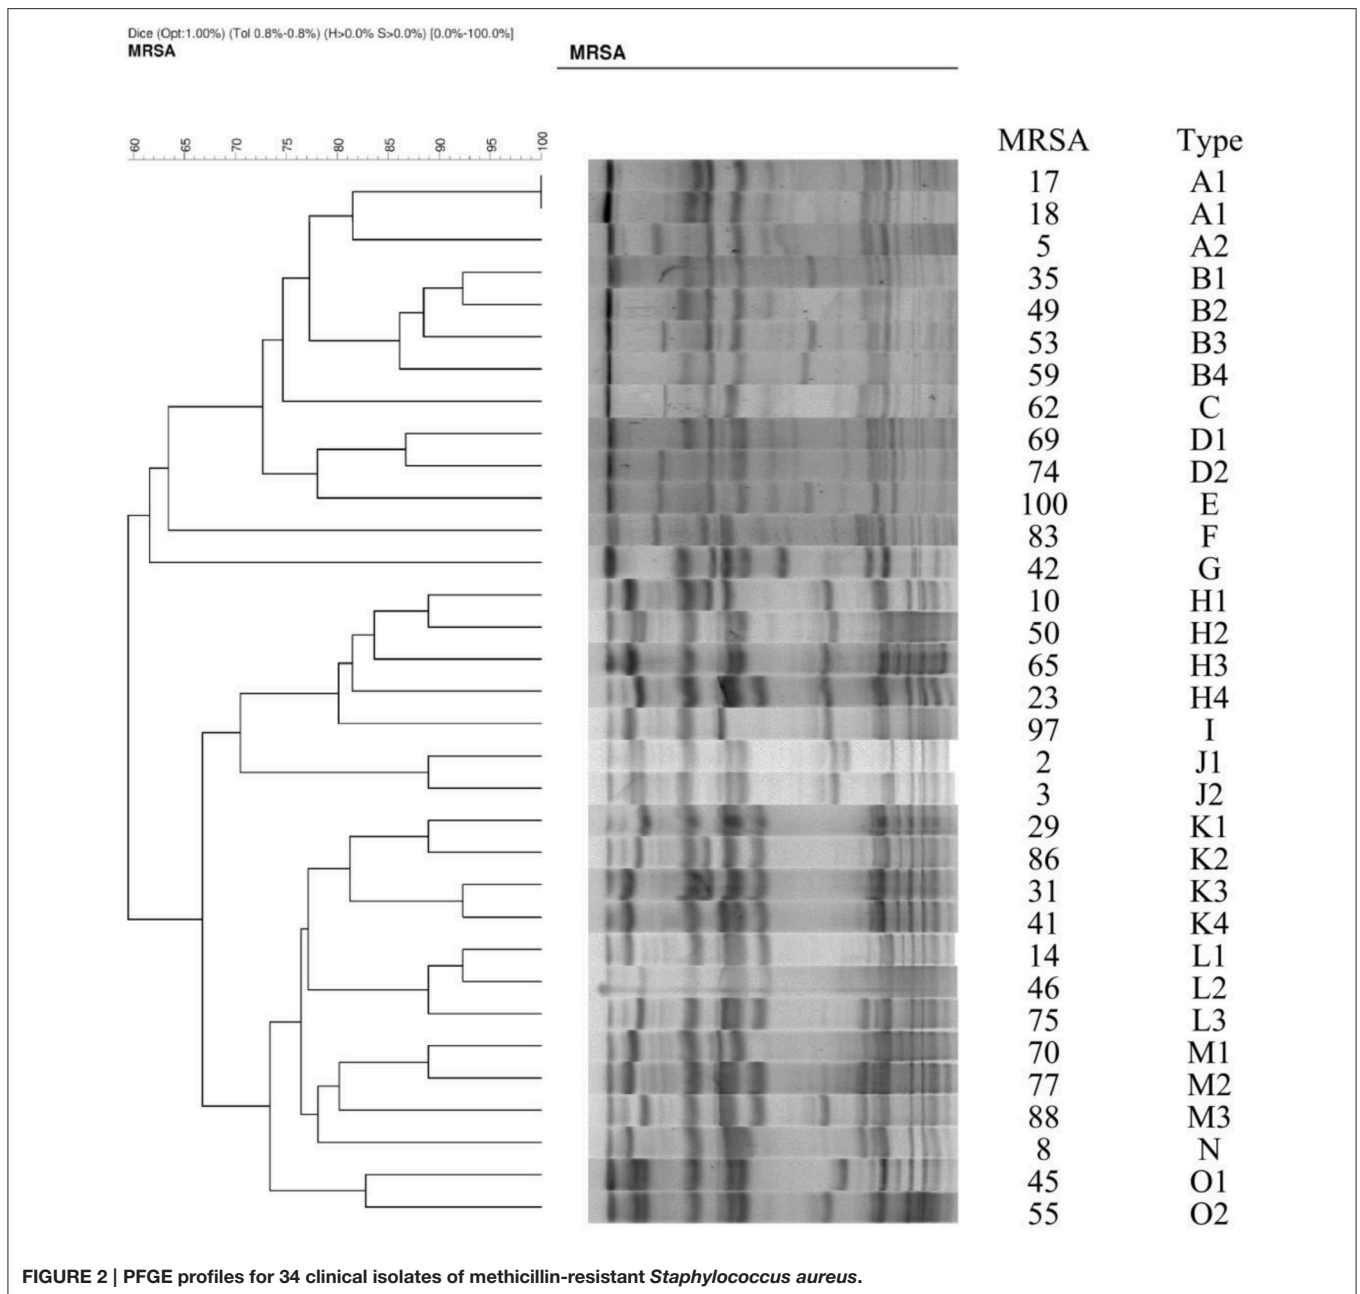 Dice (Opt:1.00%) (Tol 0.8%-0.8%) (H>0.0% S>0.0%) [0.0%-100.0%]
MRSA
MRSA
60 65 70 75 80 85 90 95 100
MRSA Type
17 A1
18 A1
5 A2
35 B1
49 B2
53 B3
59 B4
62 C
69 D1
74 D2
100 E
83 F
42 G
10 H1
50 H2
65 H3
23 H4
97 I
2 J1
3 J2
29 K1
86 K2
31 K3
41 K4
14 L1
46 L2
75 L3
70 M1
77 M2
88 M3
8 N
45 O1
55 O2
FIGURE 2 | PFGE profiles for 34 clinical isolates of methicillin-resistant Staphylococcus aureus.